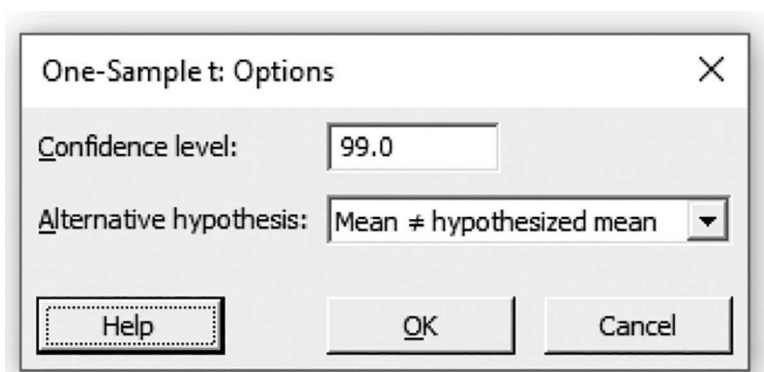 One-Sample t: Options
Confidence level: 99.0
Alternative hypothesis: Mean ≠ hypothesized mean
Help OK Cancel